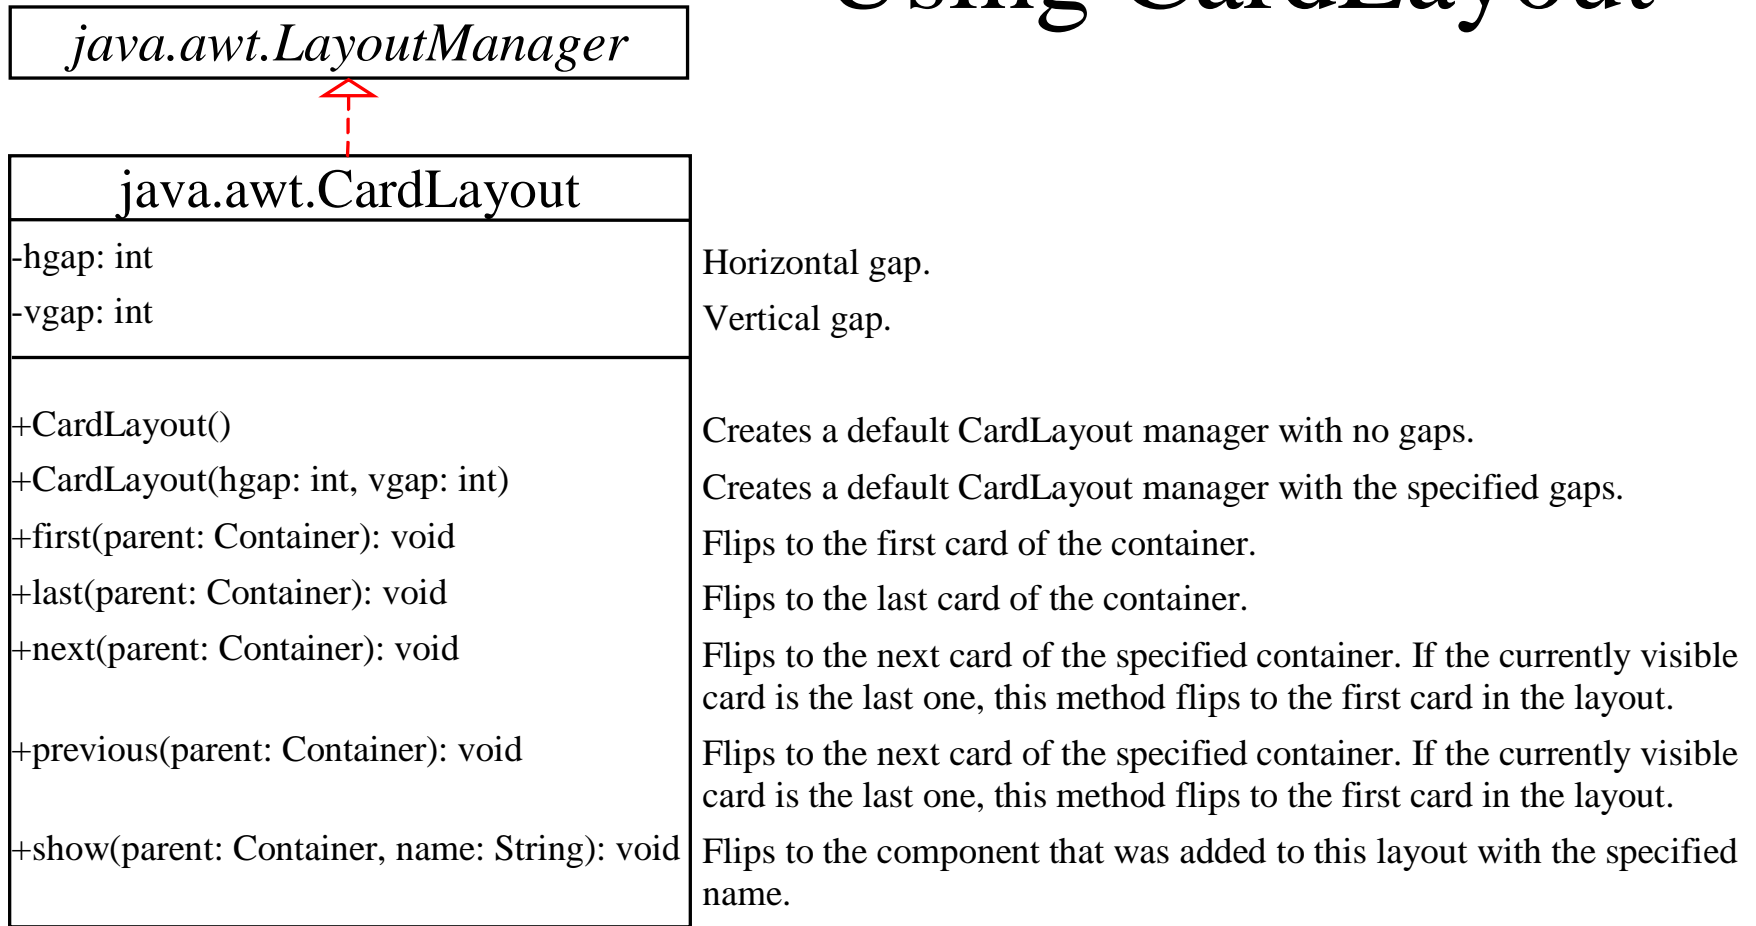 Using CardLayout
java.awt.LayoutManager
java.awt.CardLayout
-hgap: int
Horizontal gap.
-vgap: int
Vertical gap.
+CardLayout()
Creates a default CardLayout manager with no gaps.
+CardLayout(hgap: int, vgap: int)
Creates a default CardLayout manager with the specified gaps.
+first(parent: Container): void
Flips to the first card of the container.
+last(parent: Container): void
Flips to the last card of the container.
+next(parent: Container): void
Flips to the next card of the specified container. If the currently visible
card is the last one, this method flips to the first card in the layout.
+previous(parent: Container): void
Flips to the next card of the specified container. If the currently visible
card is the last one, this method flips to the first card in the layout.
+show(parent: Container, name: String): void
Flips to the component that was added to this layout with the specified
name.